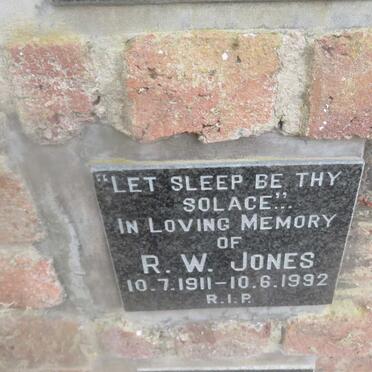 "LET SLEEP BE THY
SOLACE"...
IN LOVING MEMORY
OF
R. W. JONES
10.7.1911-10.6.1992
R.I.P.